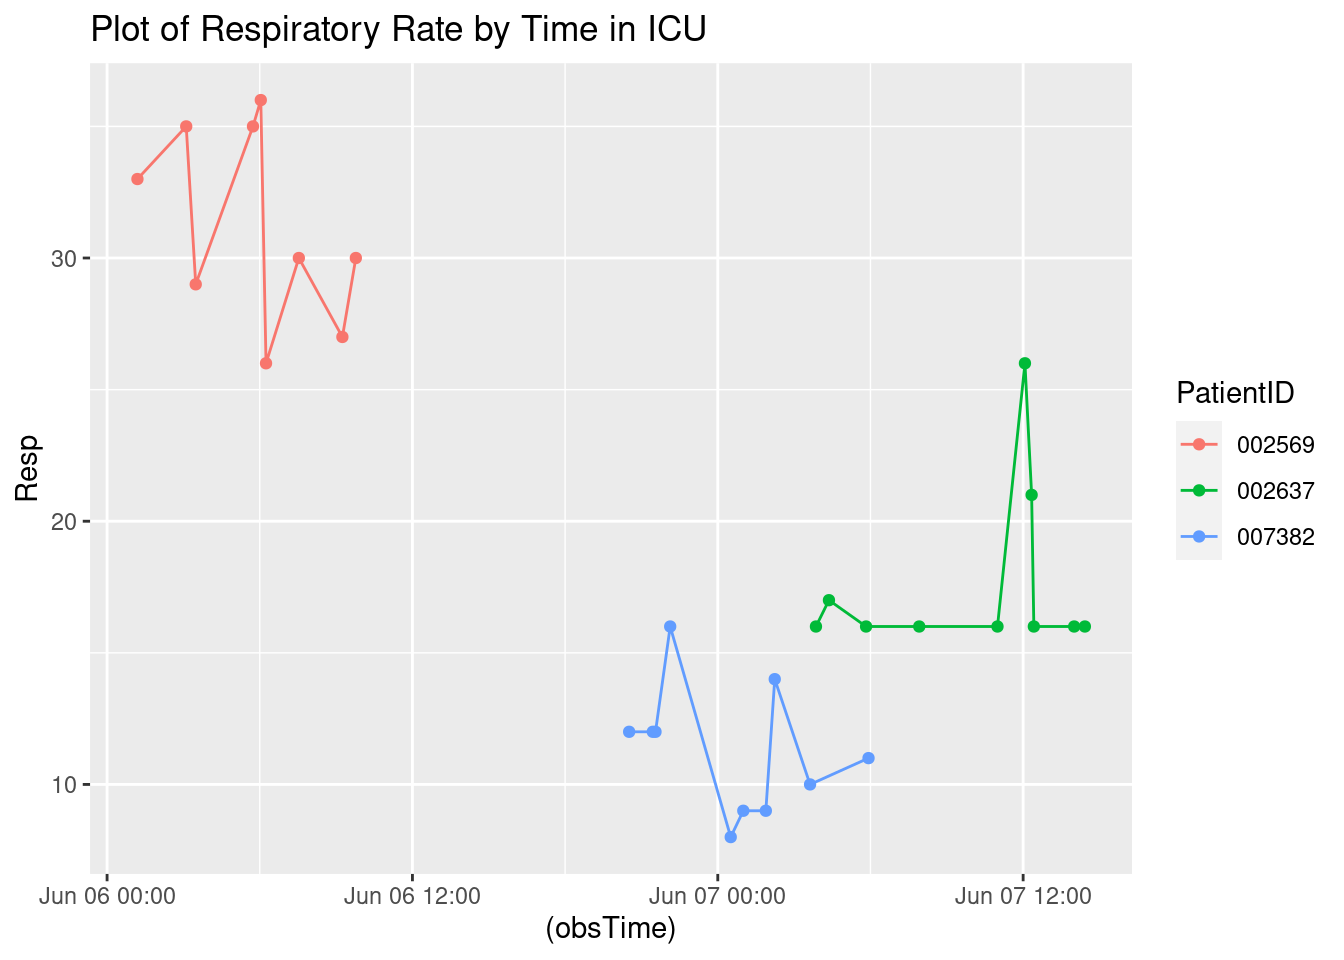 Plot of Respiratory Rate by Time in ICU
Resp
30
20
10
Jun 06 00:00 Jun 06 12:00 Jun 07 00:00 Jun 07 12:00
(obsTime)
PatientID
002569
002637
007382